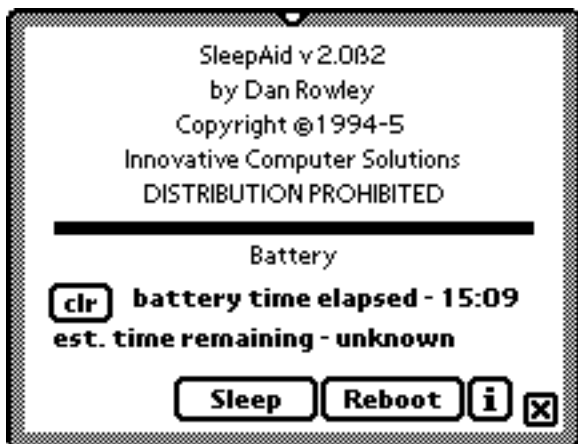 SleepAid v 2.0ß2
by Dan Rowley
Copyright ©1994-5
Innovative Computer Solutions
DISTRIBUTION PROHIBITED
Battery
clr battery time elapsed - 15:09
est. time remaining - unknown
Sleep Reboot i